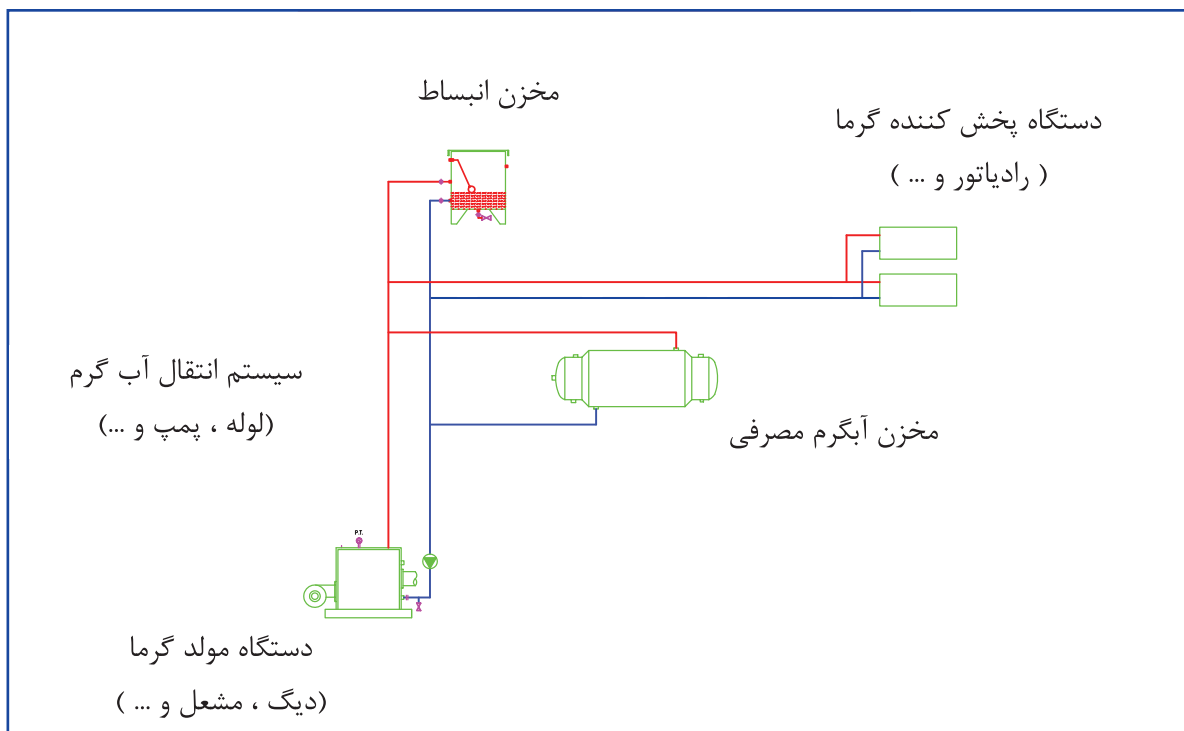 مخزن انبساط
دستگاه پخش کننده گرما
( رادیاتور و ... )
سیستم انتقال آب گرم
(لوله ، پمپ و ...)
مخزن آبگرم مصرفی
P.T.
دستگاه مولد گرما
(دیگ ، مشعل و ... )